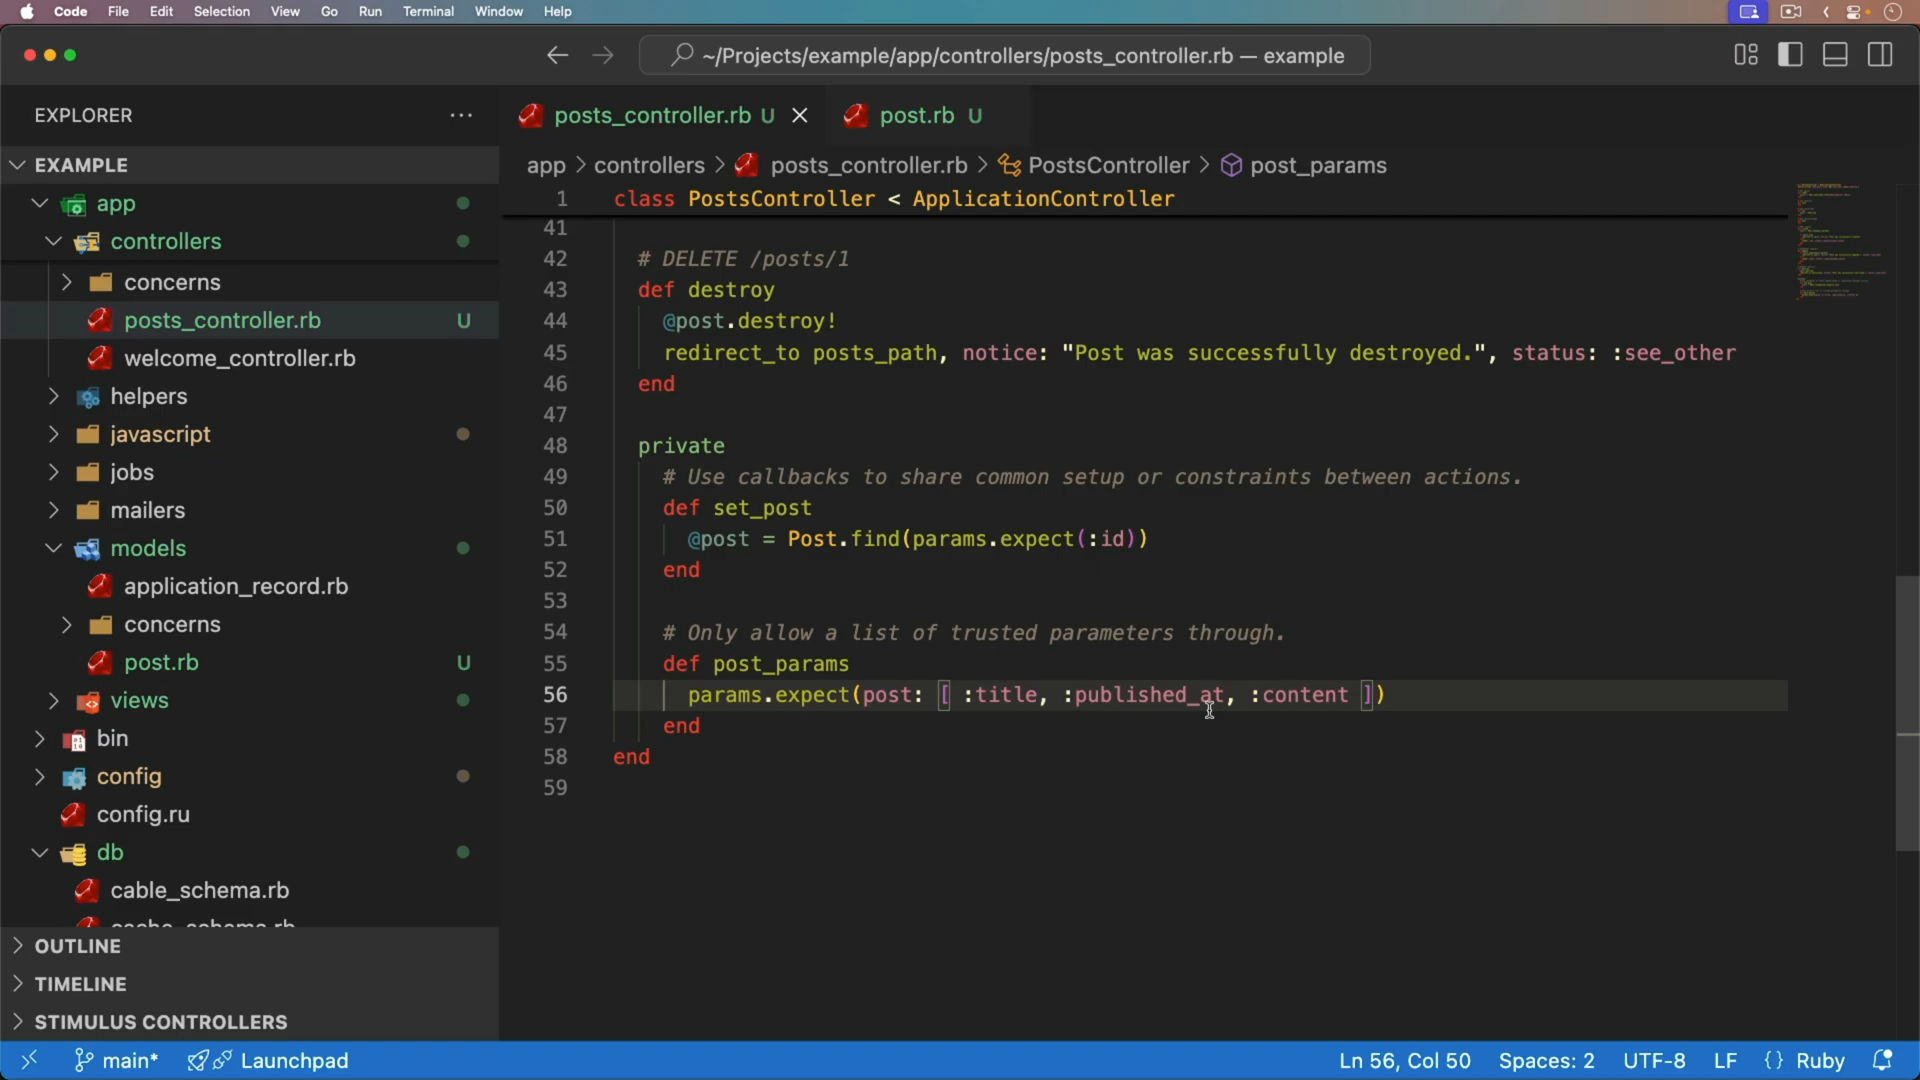 Code File Edit Selection View Go Run Terminal Window Help
~/Projects/example/app/controllers/posts_controller.rb — example
EXPLORER
EXAMPLE
app
controllers
concerns
posts_controller.rb U
welcome_controller.rb
helpers
javascript
jobs
mailers
models
application_record.rb
concerns
post.rb U
views
bin
config
config.ru
db
cable_schema.rb
OUTLINE
TIMELINE
STIMULUS CONTROLLERS
posts_controller.rb U post.rb U
app > controllers > posts_controller.rb > PostsController > post_params
1 class PostsController < ApplicationController
41
42 # DELETE /posts/1
43 def destroy
44 @post.destroy!
45 redirect_to posts_path, notice: "Post was successfully destroyed.", status: :see_other
46 end
47
48 private
49 # Use callbacks to share common setup or constraints between actions.
50 def set_post
51 @post = Post.find(params.expect(:id))
52 end
53
54 # Only allow a list of trusted parameters through.
55 def post_params
56 params.expect(post: [ :title, :published_at, :content ])
57 end
58 end
59
main* Launchpad Ln 56, Col 50 Spaces: 2 UTF-8 LF {} Ruby